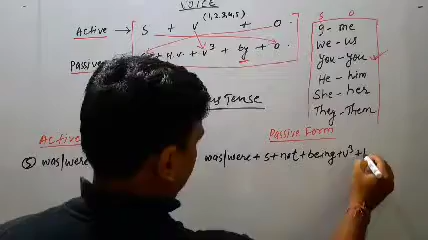 VOICE
(1,2,3,4,5)
Active → S + v + O
Passive + H.v. + v³ + by + O
S O
I - me
we - us
you - you
He - him
She - her
They - Them
Tense
Active
Passive Form
⑤ was/were
was/were + s + not + being + v³ +